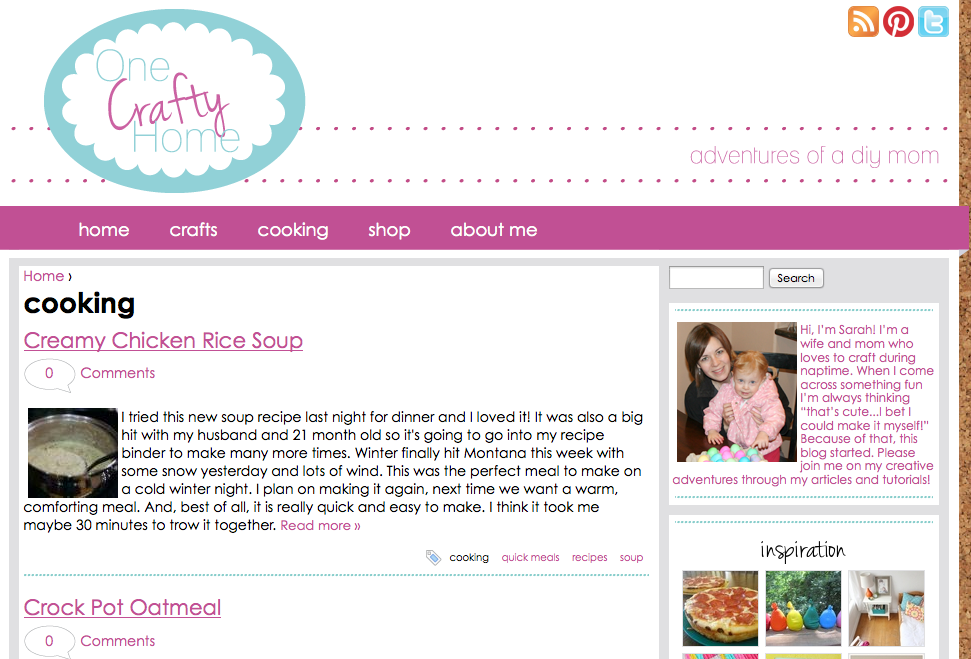 One
Crafty
Home
adventures of a diy mom
home crafts cooking shop about me
Home ›
cooking
Creamy Chicken Rice Soup
0 Comments
I tried this new soup recipe last night for dinner and I loved it! It was also a big
hit with my husband and 21 month old so it's going to go into my recipe
binder to make many more times. Winter finally hit Montana this week with
some snow yesterday and lots of wind. This was the perfect meal to make on
a cold winter night. I plan on making it again, next time we want a warm,
comforting meal. And, best of all, it is really quick and easy to make. I think it took me
maybe 30 minutes to trow it together. Read more »
cooking quick meals recipes soup
Crock Pot Oatmeal
0 Comments
Search
Hi, I'm Sarah! I'm a
wife and mom who
loves to craft during
naptime. When I come
across something fun
I'm always thinking
"that's cute...I bet I
could make it myself!"
Because of that, this
blog started. Please
join me on my creative
adventures through my articles and tutorials!
inspiration